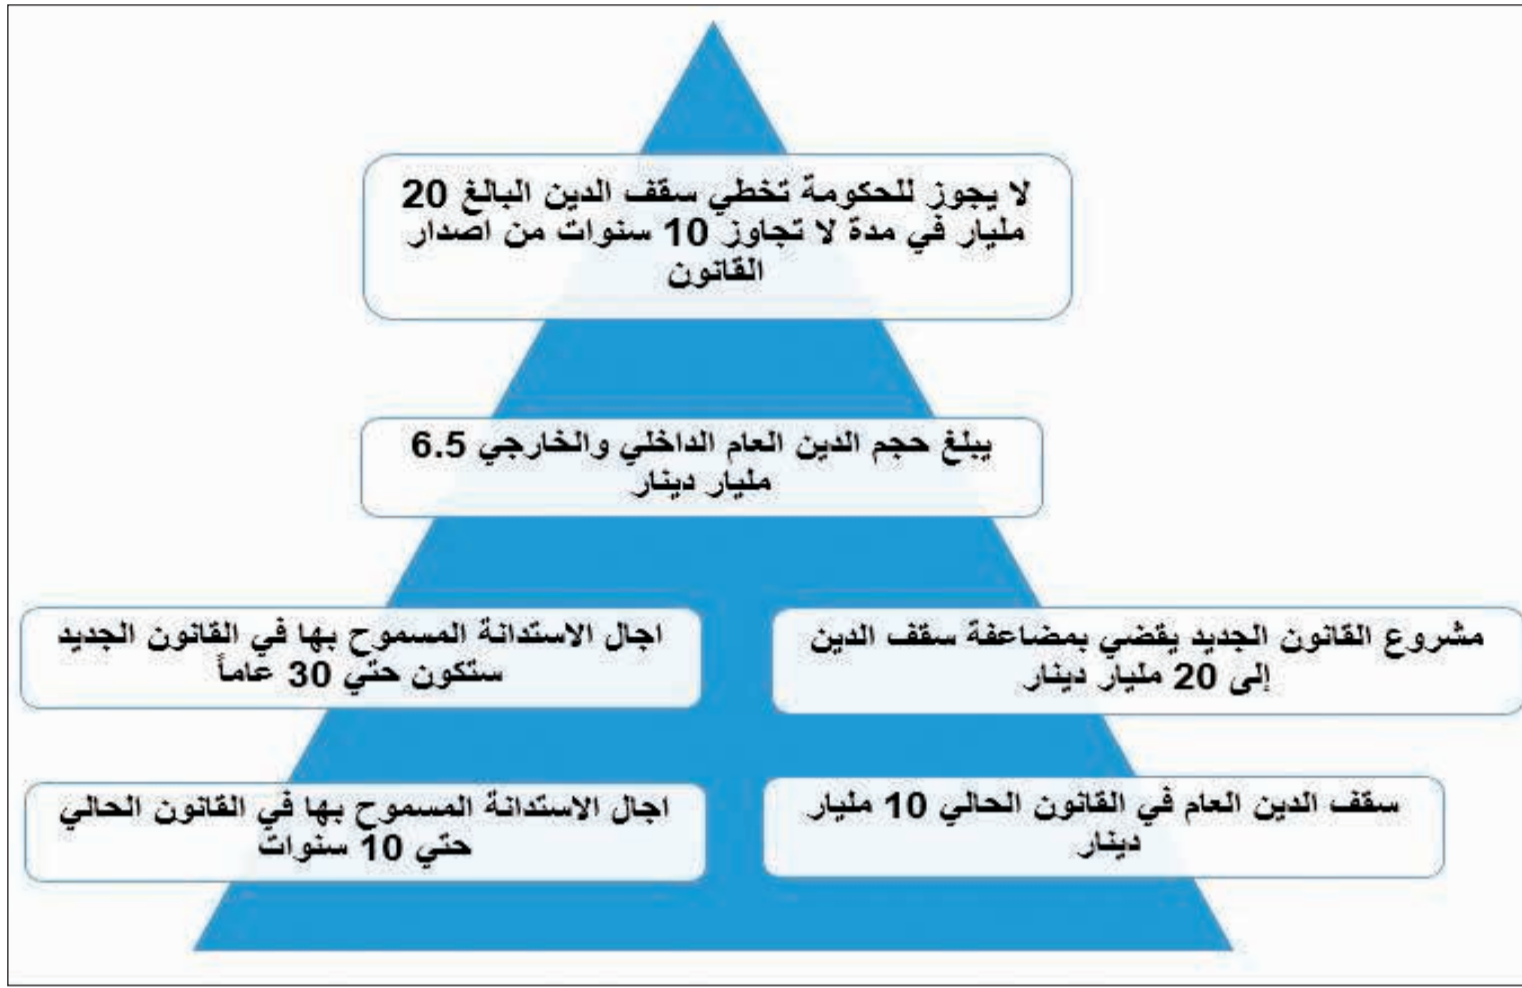 لا يجوز للحكومة تخطي سقف الدين البالغ 20
مليار في مدة لا تجاوز 10 سنوات من اصدار
القانون
يبلغ حجم الدين العام الداخلي والخارجي 6.5
مليار دينار
مشروع القانون الجديد يقضي بمضاعفة سقف الدين
إلى 20 مليار دينار
اجال الاستدانة المسموح بها في القانون الجديد
ستكون حتي 30 عاماً
سقف الدين العام في القانون الحالي 10 مليار
دينار
اجال الاستدانة المسموح بها في القانون الحالي
حتي 10 سنوات